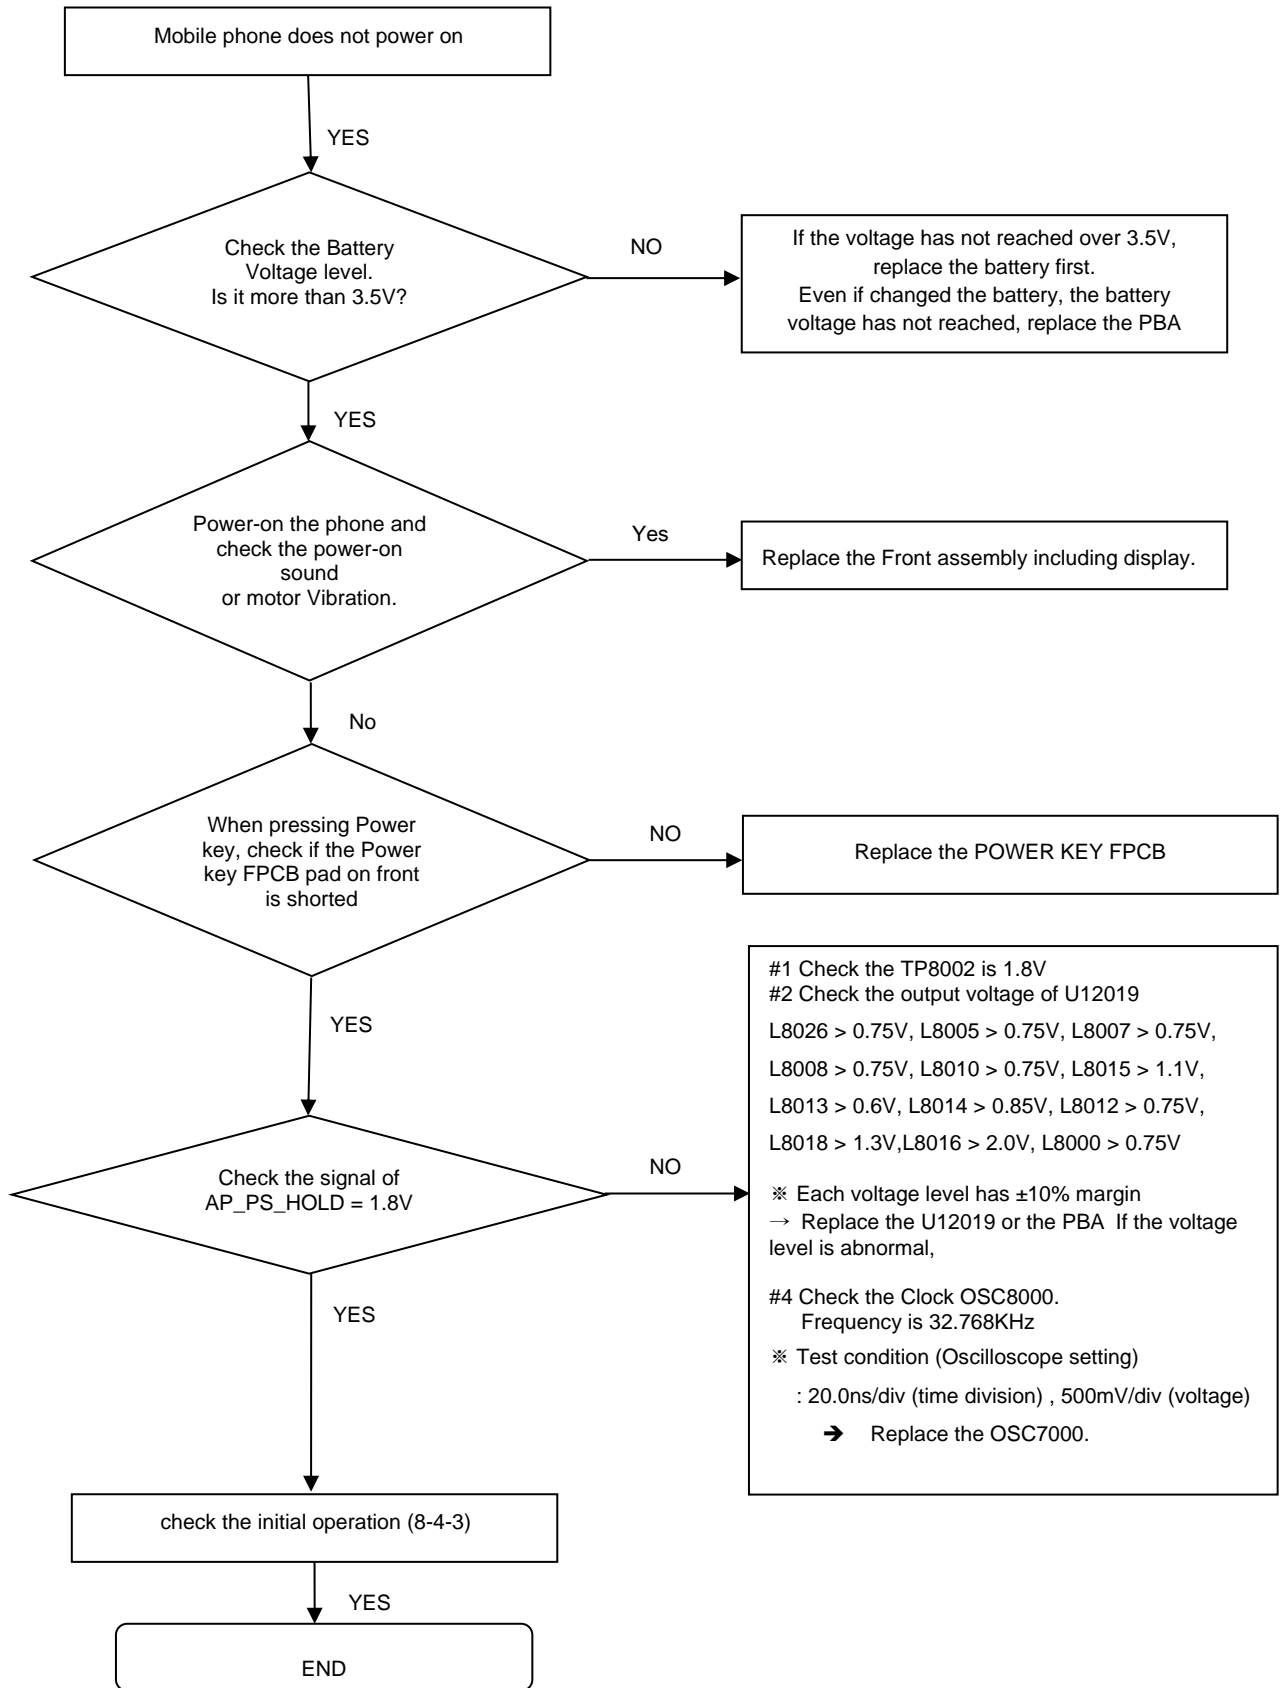 Mobile phone does not power on
YES
Check the Battery
Voltage level.
Is it more than 3.5V?
NO
If the voltage has not reached over 3.5V,
replace the battery first.
Even if changed the battery, the battery
voltage has not reached, replace the PBA
YES
Power-on the phone and
check the power-on
sound
or motor Vibration.
Yes
Replace the Front assembly including display.
No
When pressing Power
key, check if the Power
key FPCB pad on front
is shorted
NO
Replace the POWER KEY FPCB
YES
Check the signal of
AP_PS_HOLD = 1.8V
NO
#1 Check the TP8002 is 1.8V
#2 Check the output voltage of U12019
L8026 > 0.75V, L8005 > 0.75V, L8007 > 0.75V,
L8008 > 0.75V, L8010 > 0.75V, L8015 > 1.1V,
L8013 > 0.6V, L8014 > 0.85V, L8012 > 0.75V,
L8018 > 1.3V,L8016 > 2.0V, L8000 > 0.75V
※ Each voltage level has ±10% margin
→ Replace the U12019 or the PBA  If the voltage
level is abnormal,
#4 Check the Clock OSC8000.
Frequency is 32.768KHz
※ Test condition (Oscilloscope setting)
: 20.0ns/div (time division) , 500mV/div (voltage)
➔ Replace the OSC7000.
YES
check the initial operation (8-4-3)
YES
END